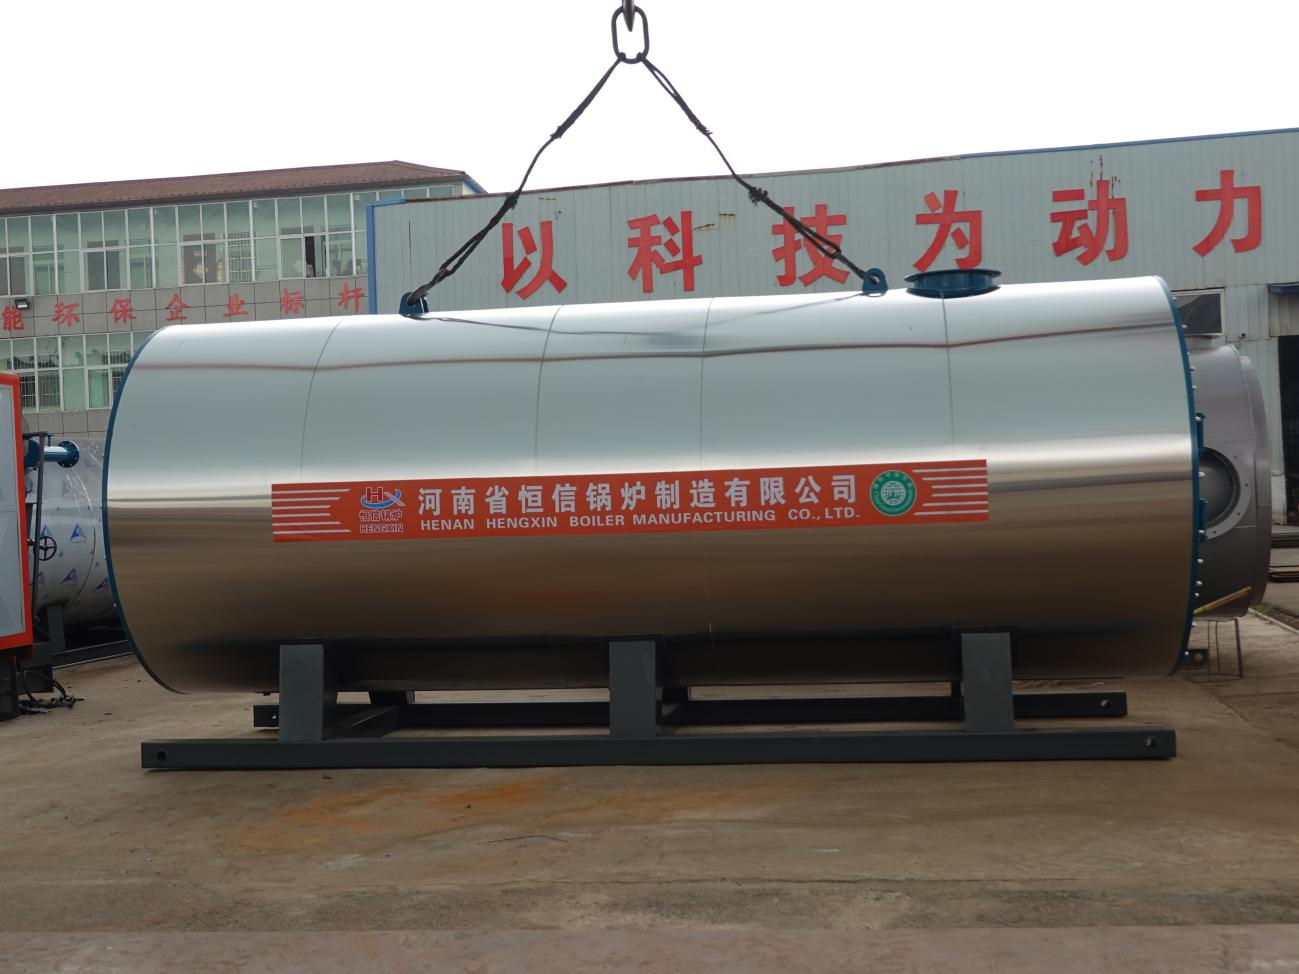 以科技为动力
能环保企业标杆
HX
恒信锅炉
HENGXIN
河南省恒信锅炉制造有限公司
HENAN HENGXIN BOILER MANUFACTURING CO., LTD.